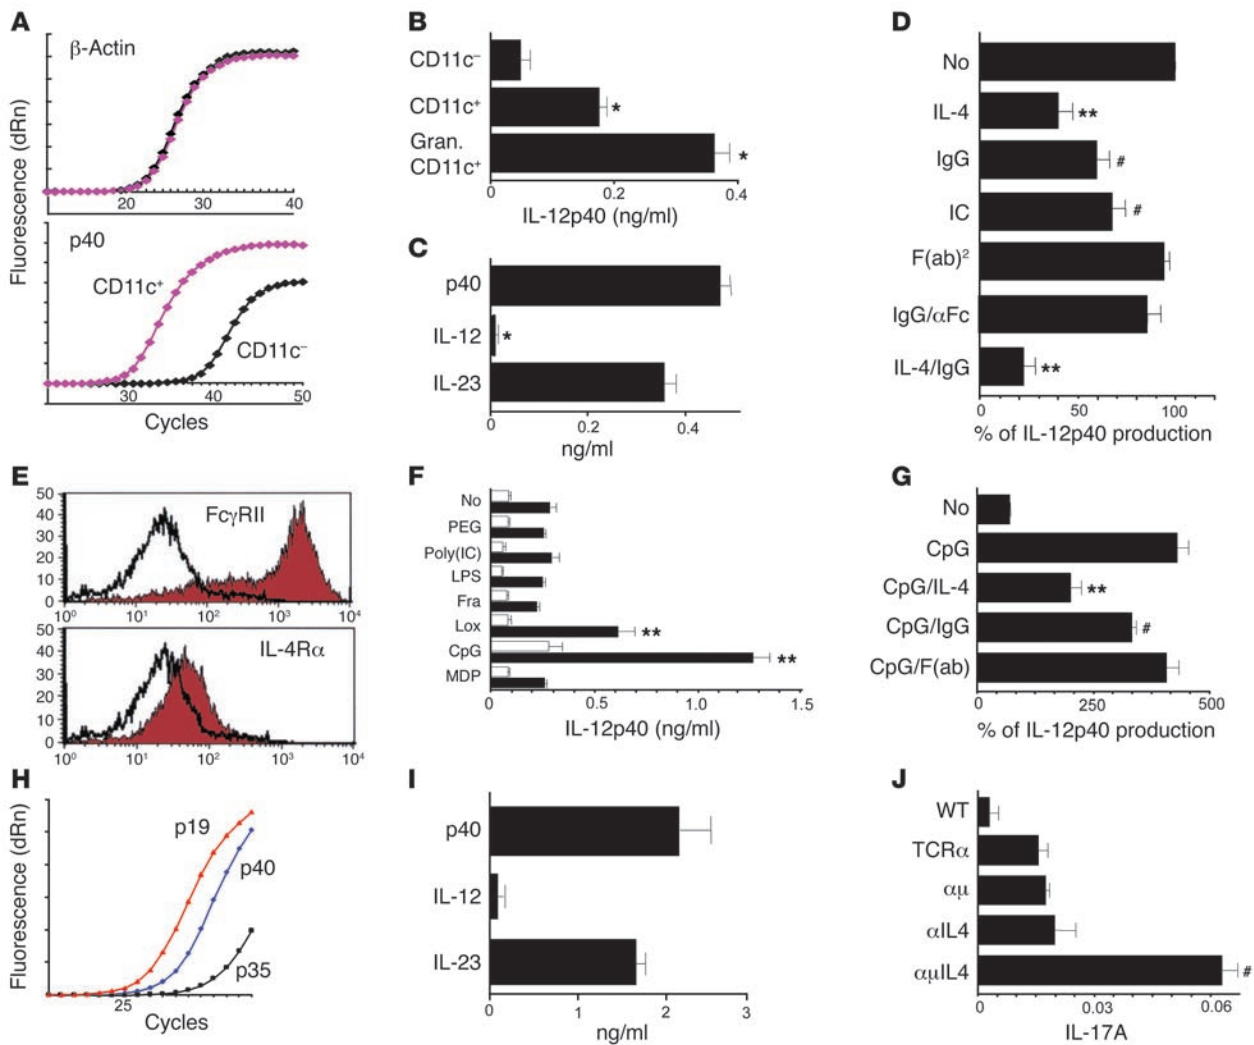 A
β-Actin
Fluorescence (dRn)
20 30 40
p40
CD11c⁺
CD11c⁻
30 40 50
Cycles
B
CD11c⁻
CD11c⁺
*
Gran.
CD11c⁺
*
0 0.2 0.4
IL-12p40 (ng/ml)
C
p40
IL-12
*
IL-23
0 0.2 0.4
ng/ml
D
No
IL-4
**
IgG
#
IC
#
F(ab)²
IgG/αFc
IL-4/IgG
**
0 50 100
% of IL-12p40 production
E
50
40
30
20
10
0
FcγRII
10⁰ 10¹ 10² 10³ 10⁴
50
40
30
20
10
0
IL-4Rα
10⁰ 10¹ 10² 10³ 10⁴
F
No
PEG
Poly(IC)
LPS
Fra
Lox
**
CpG
**
MDP
0 0.5 1.0 1.5
IL-12p40 (ng/ml)
G
No
CpG
CpG/IL-4
**
CpG/IgG
#
CpG/F(ab)
0 250 500
% of IL-12p40 production
H
Fluorescence (dRn)
p19
p40
p35
25
Cycles
I
p40
IL-12
IL-23
0 1 2 3
ng/ml
J
WT
TCRα
αμ
αIL4
αμIL4
#
0 0.03 0.06
IL-17A